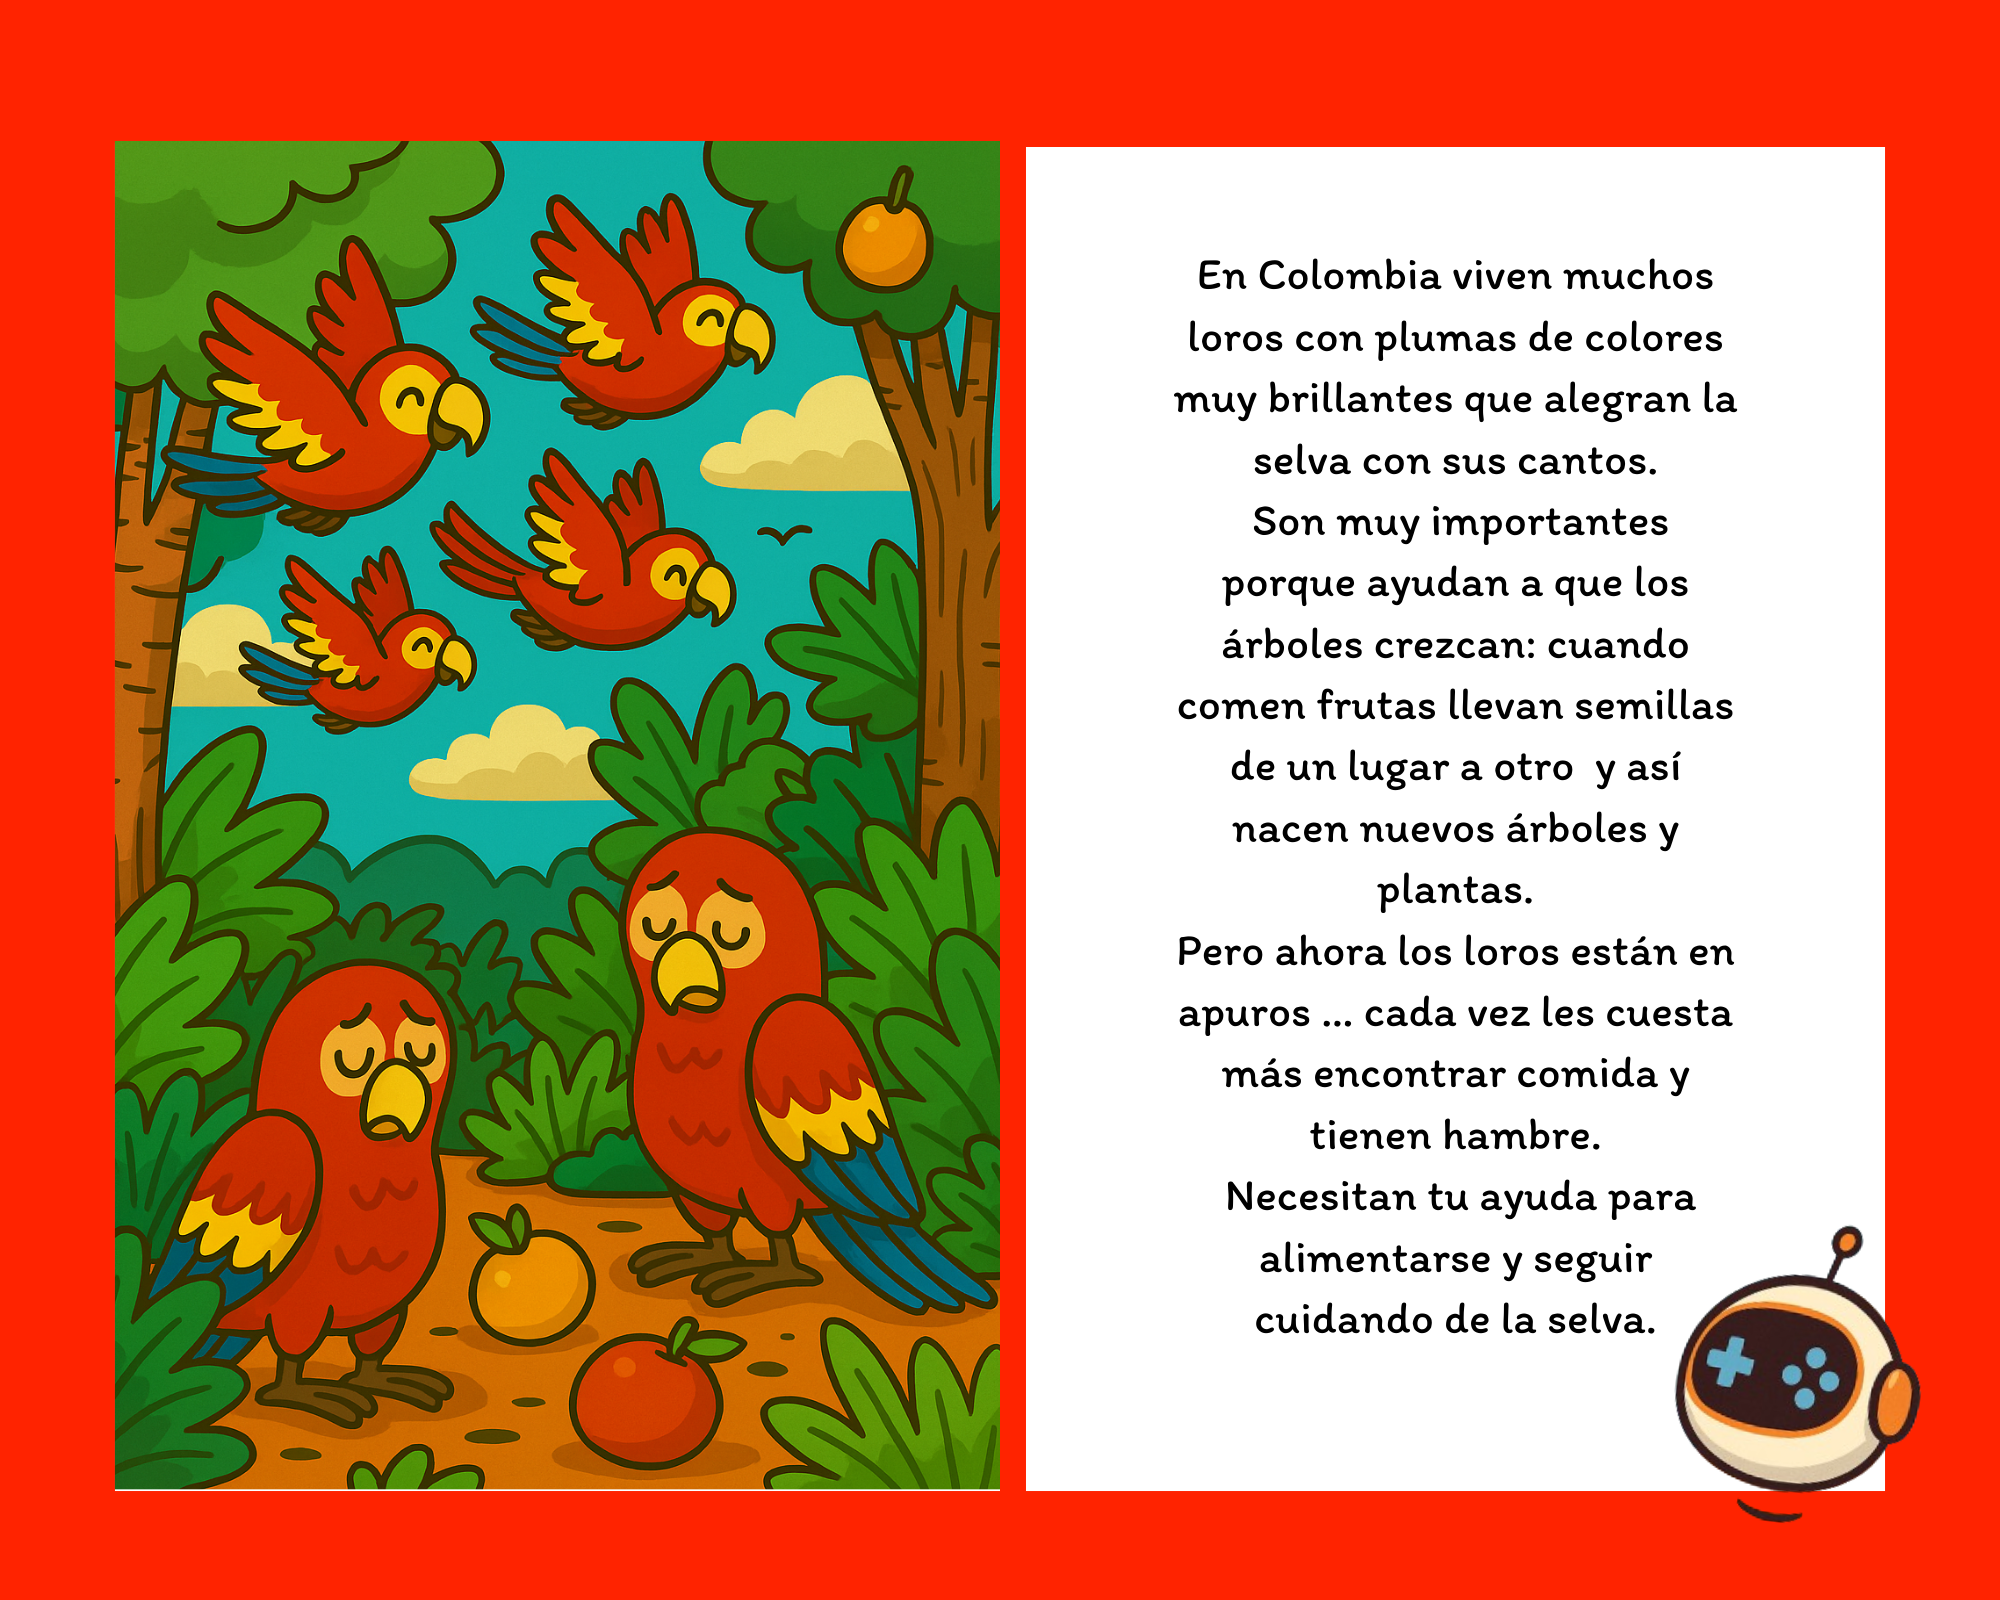 En Colombia viven muchos
loros con plumas de colores
muy brillantes que alegran la
selva con sus cantos.
Son muy importantes
porque ayudan a que los
árboles crezcan: cuando
comen frutas llevan semillas
de un lugar a otro  y así
nacen nuevos árboles y
plantas.
Pero ahora los loros están en
apuros ... cada vez les cuesta
más encontrar comida y
tienen hambre.
Necesitan tu ayuda para
alimentarse y seguir
cuidando de la selva.